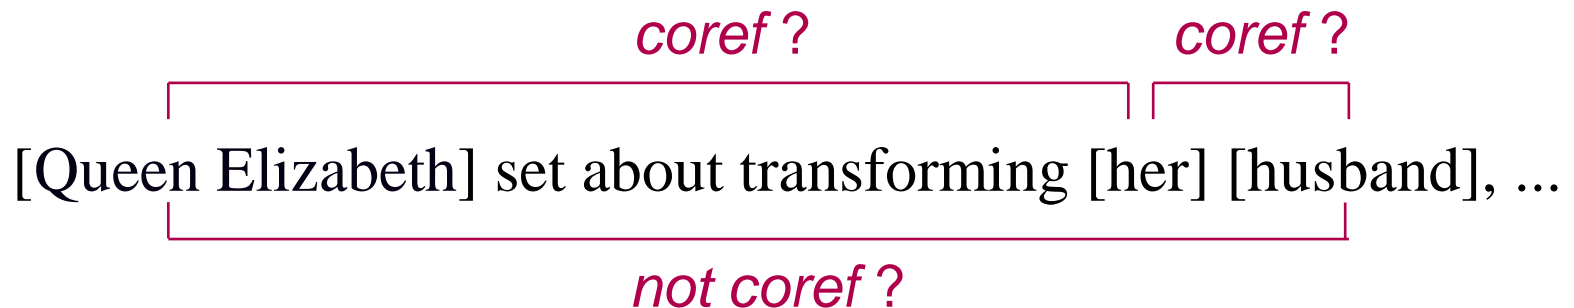 coref ? coref ?
[Queen Elizabeth] set about transforming [her] [husband], ...
not coref ?